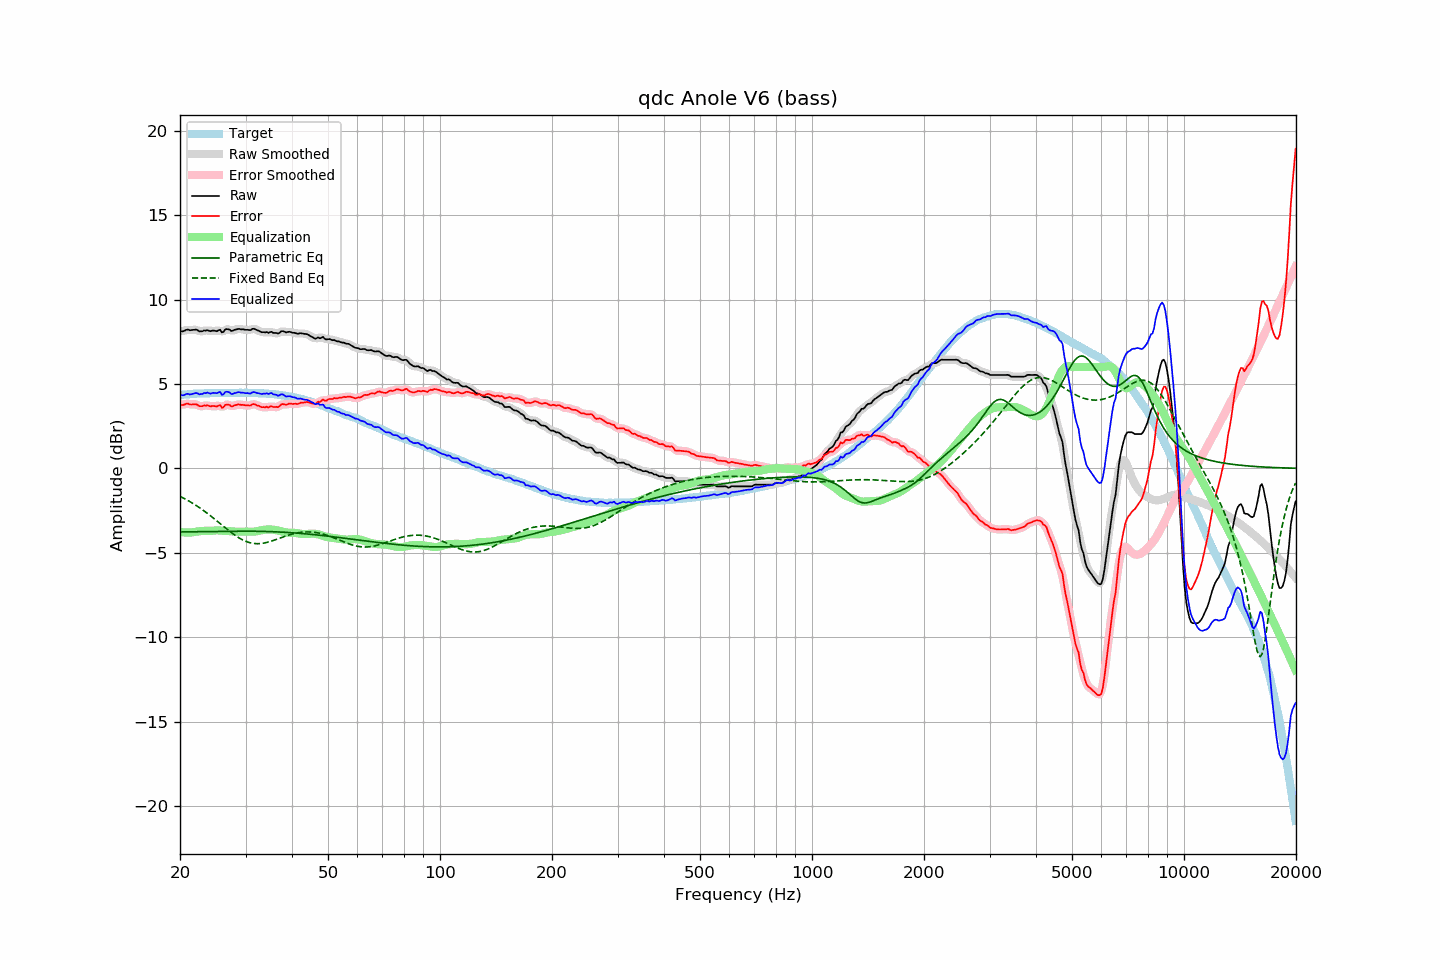 qdc Anole V6 (bass)
Target
Raw Smoothed
Error Smoothed
Raw
Error
Equalization
Parametric Eq
Fixed Band Eq
Equalized
20
15
10
5
0
−5
−10
−15
−20
Amplitude (dBr)
20 50 100 200 500 1000 2000 5000 10000 20000
Frequency (Hz)